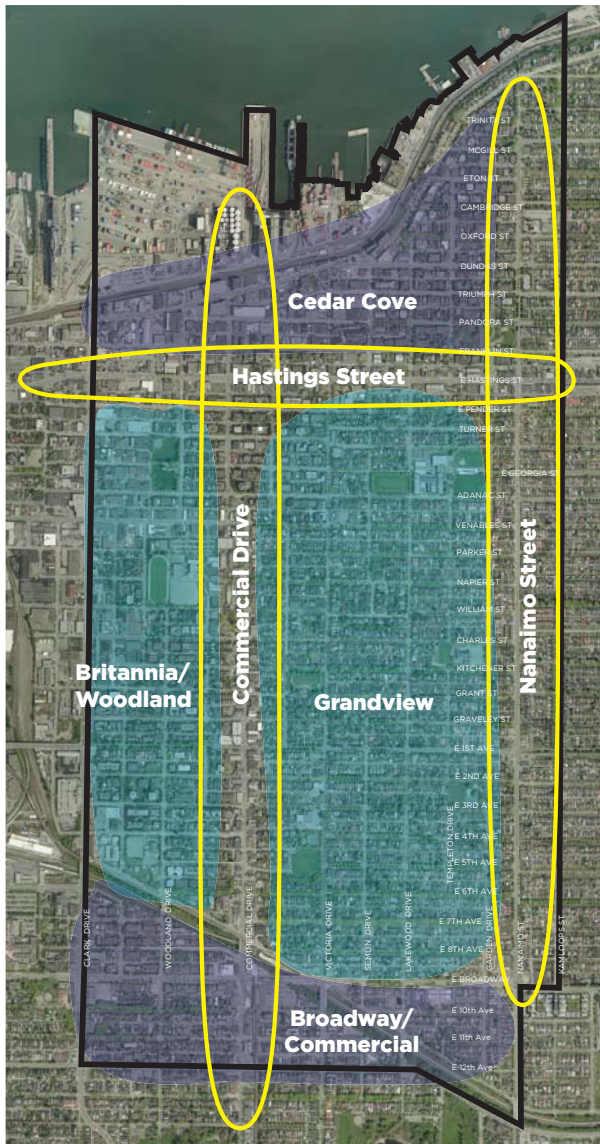 TRINITY ST
MCGILL ST
ETON ST
CAMBRIDGE ST
OXFORD ST
DUNDAS ST
TRIUMPH ST
Cedar Cove
PANDORA ST
FRANKLIN ST
Hastings Street
E HASTINGS ST
E PENDER ST
TURNER ST
E GEORGIA ST
ADANAC ST
VENABLES ST
PARKER ST
NAPIER ST
WILLIAM ST
CHARLES ST
KITCHENER ST
GRANT ST
GRAVELEY ST
Commercial Drive
Nanaimo Street
Britannia/
Woodland
Grandview
E 1ST AVE
E 2ND AVE
E 3RD AVE
E 4TH AVE
E 5TH AVE
E 6TH AVE
TEMPLETON DRIVE
E 7TH AVE
E 8TH AVE
CLARK DRIVE
WOODLAND DRIVE
COMMERCIAL DRIVE
VICTORIA DRIVE
SEMLIN DRIVE
LAKEWOOD DRIVE
GARDEN DRIVE
NANAIMO ST
KAMLOOPS ST
E BROADWAY
Broadway/
Commercial
E 10th Ave
E 11th Ave
E 12th Ave